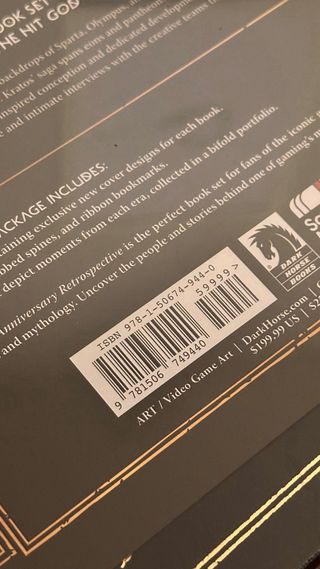 OOK SET
NE HIT GOD
ackdrops of Sparta, Olympus, a
Kratos' saga spans eons and pantheon
nspired conception and dedicated developm
e and intimate interviews with the creative teams
ACKAGE INCLUDES:
taining exclusive new cover designs for each book.
bbed spines, and ribbon bookmarks.
t depict moments from each era, collected in a bifold portfolio.
Anniversary Retrospective is the perfect book set for fans of the iconic
and mythology. Uncover the people and stories behind one of gaming's m
ISBN 978-1-50674-944-0
59999>
9 781506 749440
DARK
HORSE
BOOKS
ART / Video Game Art | DarkHorse.com |
$199.99 US | $2